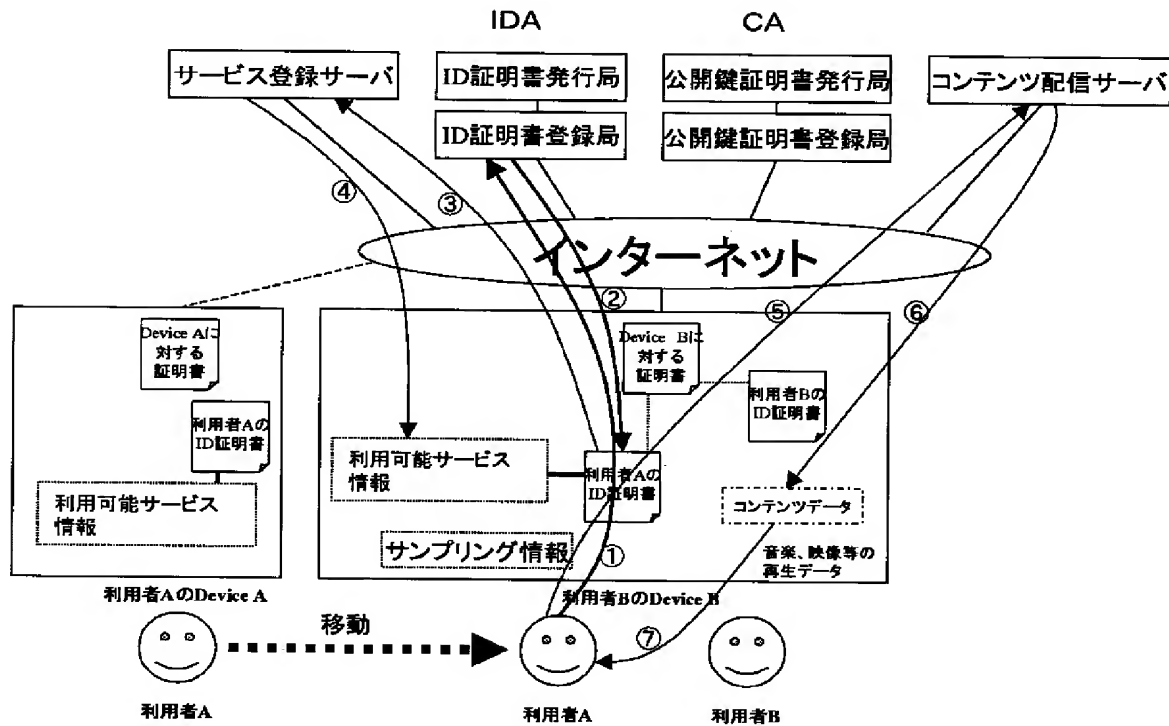 IDA
CA
サービス登録サーバ
ID証明書発行局
公開鍵証明書発行局
コンテンツ配信サーバ
ID証明書登録局
公開鍵証明書登録局
④
③
インターネット
②
⑤
⑥
Device Aに
対する
証明書
Device Bに
対する
証明書
利用者Aの
ID証明書
利用者Bの
ID証明書
利用可能サービス
情報
利用可能サービス
情報
利用者Aの
ID証明書
コンテンツデータ
サンプリング情報
①
音楽、映像等の
再生データ
利用者AのDevice A
利用者BのDevice B
移動
⑦
利用者A
利用者A
利用者B